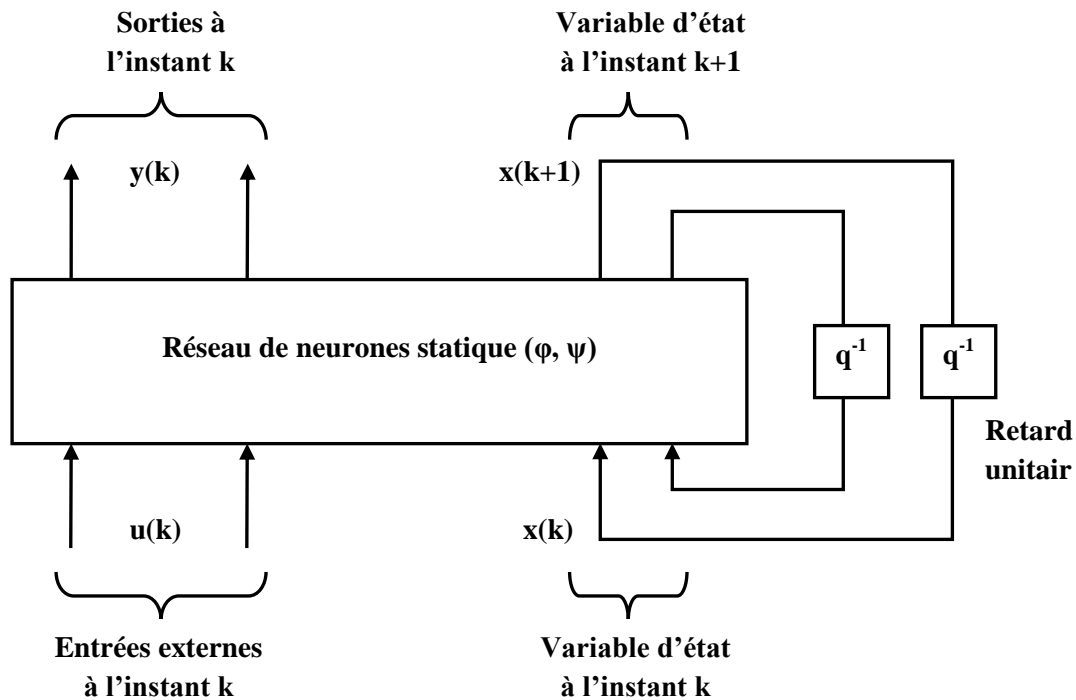 Sorties à
l’instant k
Variable d’état
à l’instant k+1
y(k)
x(k+1)
Réseau de neurones statique (φ, ψ)
q⁻¹
q⁻¹
Retard
unitair
u(k)
x(k)
Entrées externes
à l’instant k
Variable d’état
à l’instant k